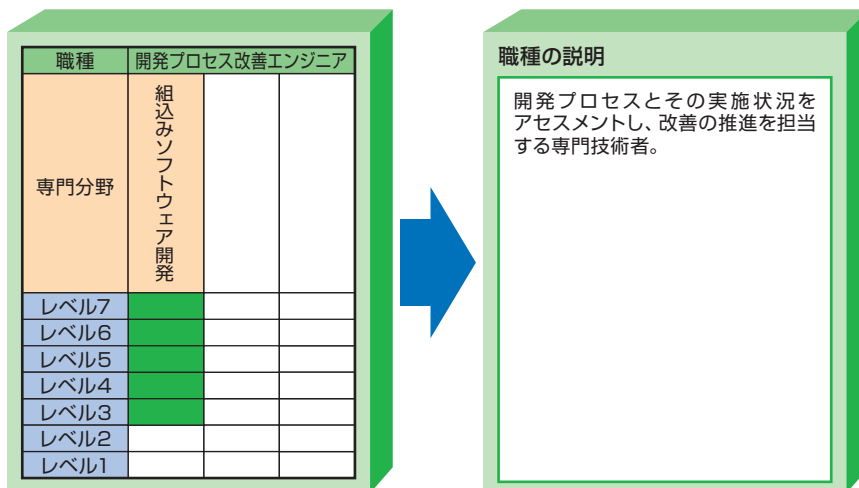 職種 開発プロセス改善エンジニア
専門分野 組込みソフトウェア開発
レベル7
レベル6
レベル5
レベル4
レベル3
レベル2
レベル1
職種の説明
開発プロセスとその実施状況を
アセスメントし、改善の推進を担当
する専門技術者。